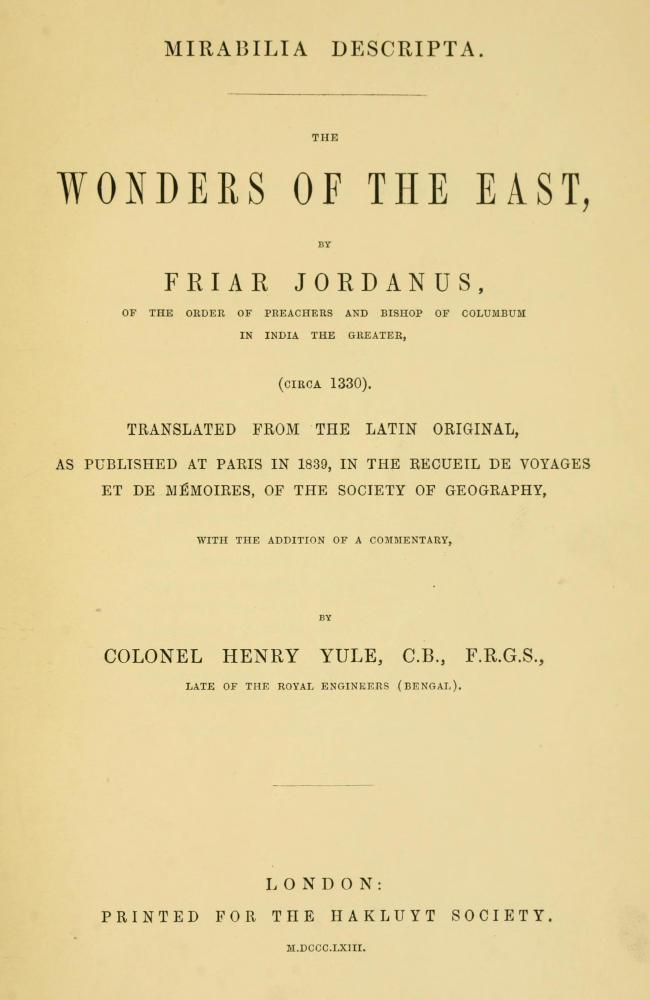 MIRABILIA DESCRIPTA.
THE
WONDERS OF THE EAST,
BY
FRIAR JORDANUS,
OF THE ORDER OF PREACHERS AND BISHOP OF COLUMBUM
IN INDIA THE GREATER,
(CIRCA 1330).
TRANSLATED FROM THE LATIN ORIGINAL,
AS PUBLISHED AT PARIS IN 1839, IN THE RECUEIL DE VOYAGES
ET DE MÉMOIRES, OF THE SOCIETY OF GEOGRAPHY,
WITH THE ADDITION OF A COMMENTARY,
BY
COLONEL HENRY YULE, C.B., F.R.G.S.,
LATE OF THE ROYAL ENGINEERS (BENGAL).
LONDON:
PRINTED FOR THE HAKLUYT SOCIETY.
M.DCCC.LXIII.